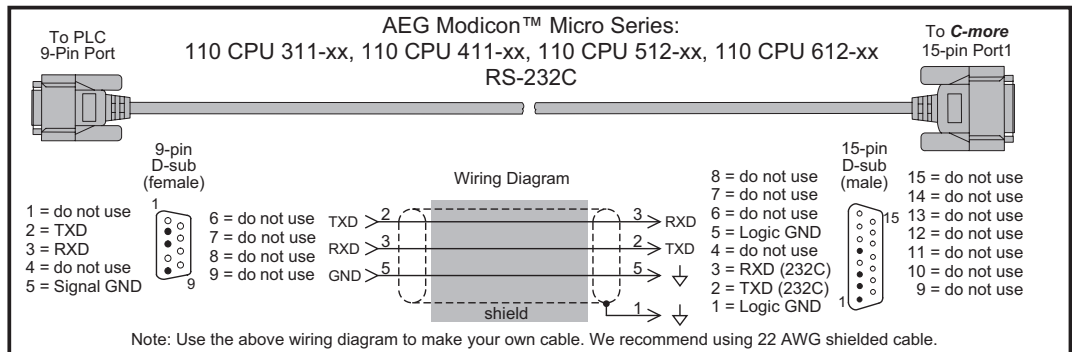 AEG Modicon™ Micro Series:
110 CPU 311-xx, 110 CPU 411-xx, 110 CPU 512-xx, 110 CPU 612-xx
RS-232C
To PLC
9-Pin Port
To C-more
15-pin Port1
9-pin
D-sub
(female)
1
9
1 = do not use
2 = TXD
3 = RXD
4 = do not use
5 = Signal GND
6 = do not use
7 = do not use
8 = do not use
9 = do not use
Wiring Diagram
TXD 2 3 RXD
RXD 3 2 TXD
GND 5 5
1
shield
15-pin
D-sub
(male)
15
1
8 = do not use
7 = do not use
6 = do not use
5 = Logic GND
4 = do not use
3 = RXD (232C)
2 = TXD (232C)
1 = Logic GND
15 = do not use
14 = do not use
13 = do not use
12 = do not use
11 = do not use
10 = do not use
9 = do not use
Note: Use the above wiring diagram to make your own cable. We recommend using 22 AWG shielded cable.